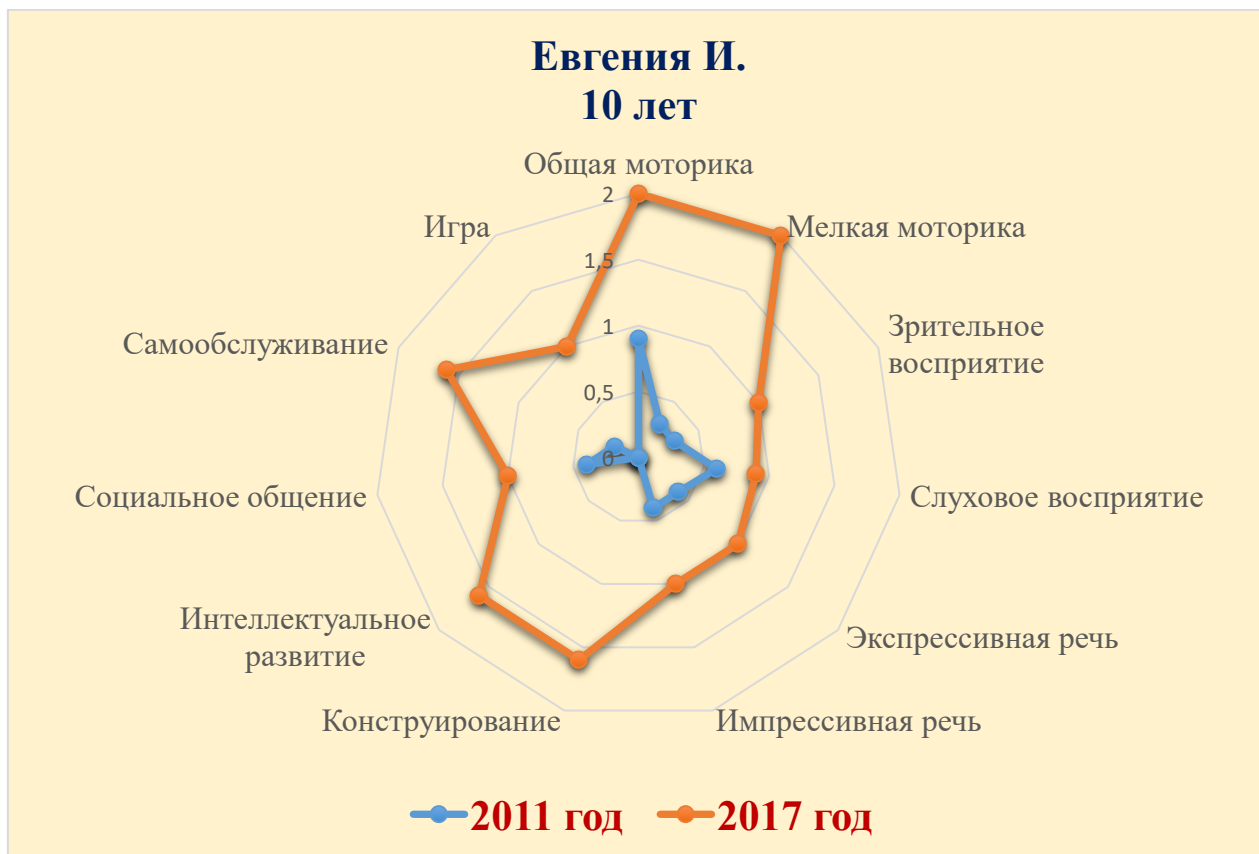 Евгения И.
10 лет
Общая моторика
2
Игра
Мелкая моторика
1,5
Зрительное
восприятие
Самообслуживание
1
0,5
0
Социальное общение
Слуховое восприятие
Интеллектуальное
развитие
Экспрессивная речь
Конструирование
Импрессивная речь
2011 год
2017 год